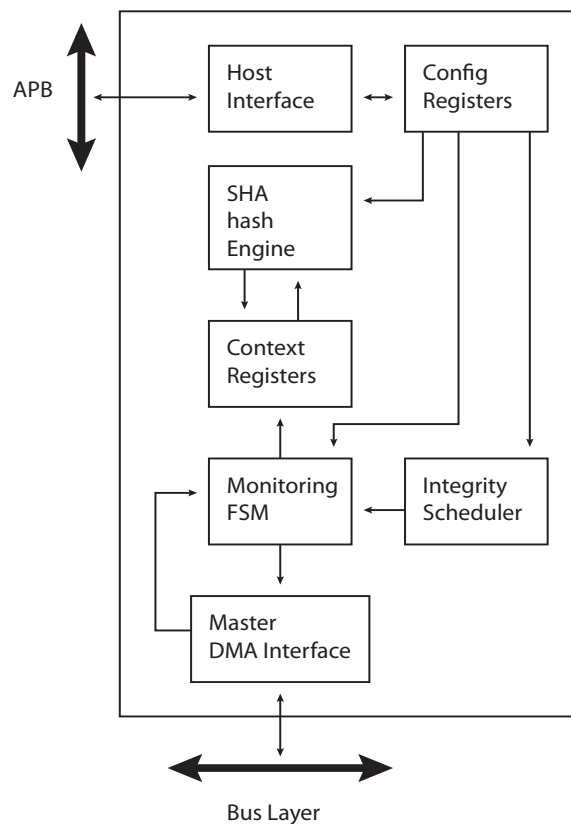 APB
Host
Interface
Config
Registers
SHA
hash
Engine
Context
Registers
Monitoring
FSM
Integrity
Scheduler
Master
DMA Interface
Bus Layer